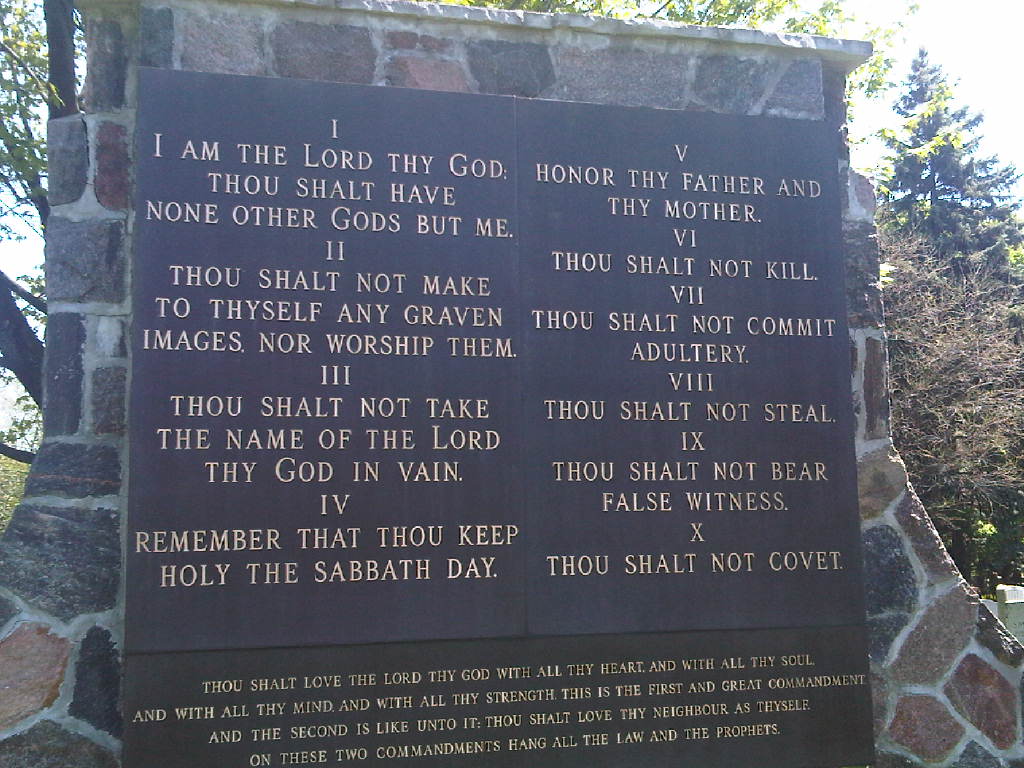 I
I AM THE LORD THY GOD:
THOU SHALT HAVE
NONE OTHER GODS BUT ME.
II
THOU SHALT NOT MAKE
TO THYSELF ANY GRAVEN
IMAGES, NOR WORSHIP THEM.
III
THOU SHALT NOT TAKE
THE NAME OF THE LORD
THY GOD IN VAIN.
IV
REMEMBER THAT THOU KEEP
HOLY THE SABBATH DAY.
V
HONOR THY FATHER AND
THY MOTHER.
VI
THOU SHALT NOT KILL.
VII
THOU SHALT NOT COMMIT
ADULTERY.
VIII
THOU SHALT NOT STEAL.
IX
THOU SHALT NOT BEAR
FALSE WITNESS.
X
THOU SHALT NOT COVET.
THOU SHALT LOVE THE LORD THY GOD WITH ALL THY HEART, AND WITH ALL THY SOUL,
AND WITH ALL THY MIND, AND WITH ALL THY STRENGTH. THIS IS THE FIRST AND GREAT COMMANDMENT
AND THE SECOND IS LIKE UNTO IT: THOU SHALT LOVE THY NEIGHBOUR AS THYSELF.
ON THESE TWO COMMANDMENTS HANG ALL THE LAW AND THE PROPHETS.